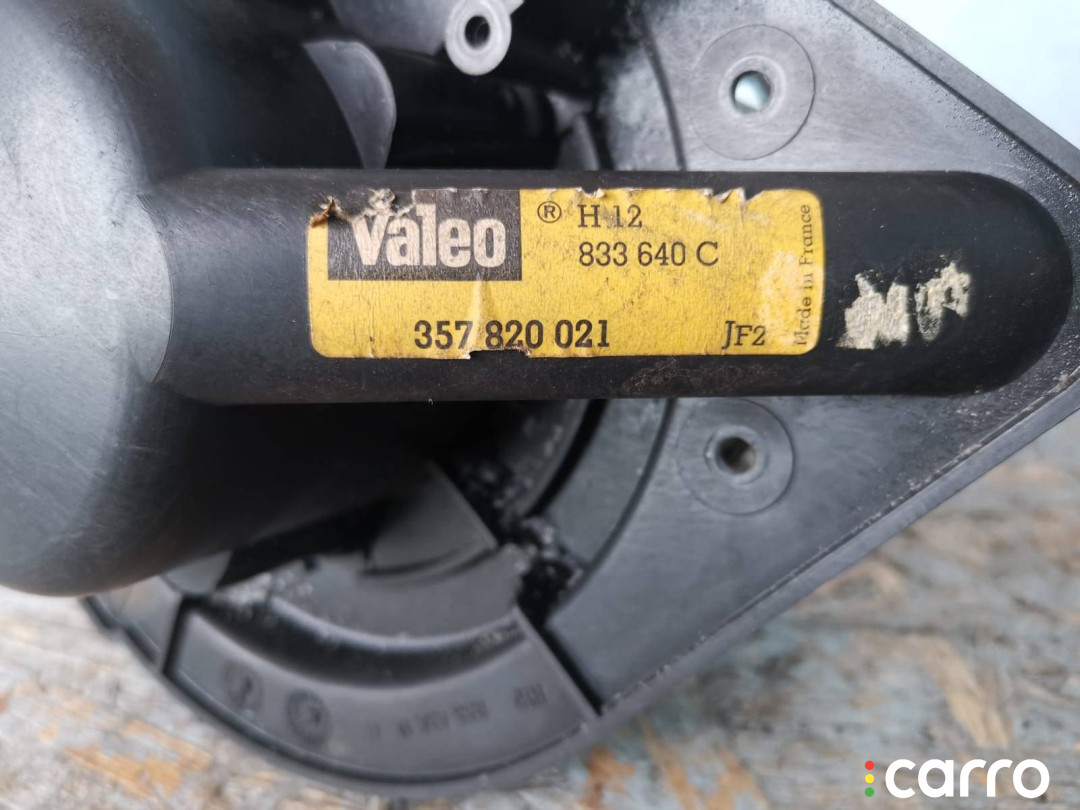 Valeo ® H 12
833 640 C
357 820 021 JF2
Made in France
carro